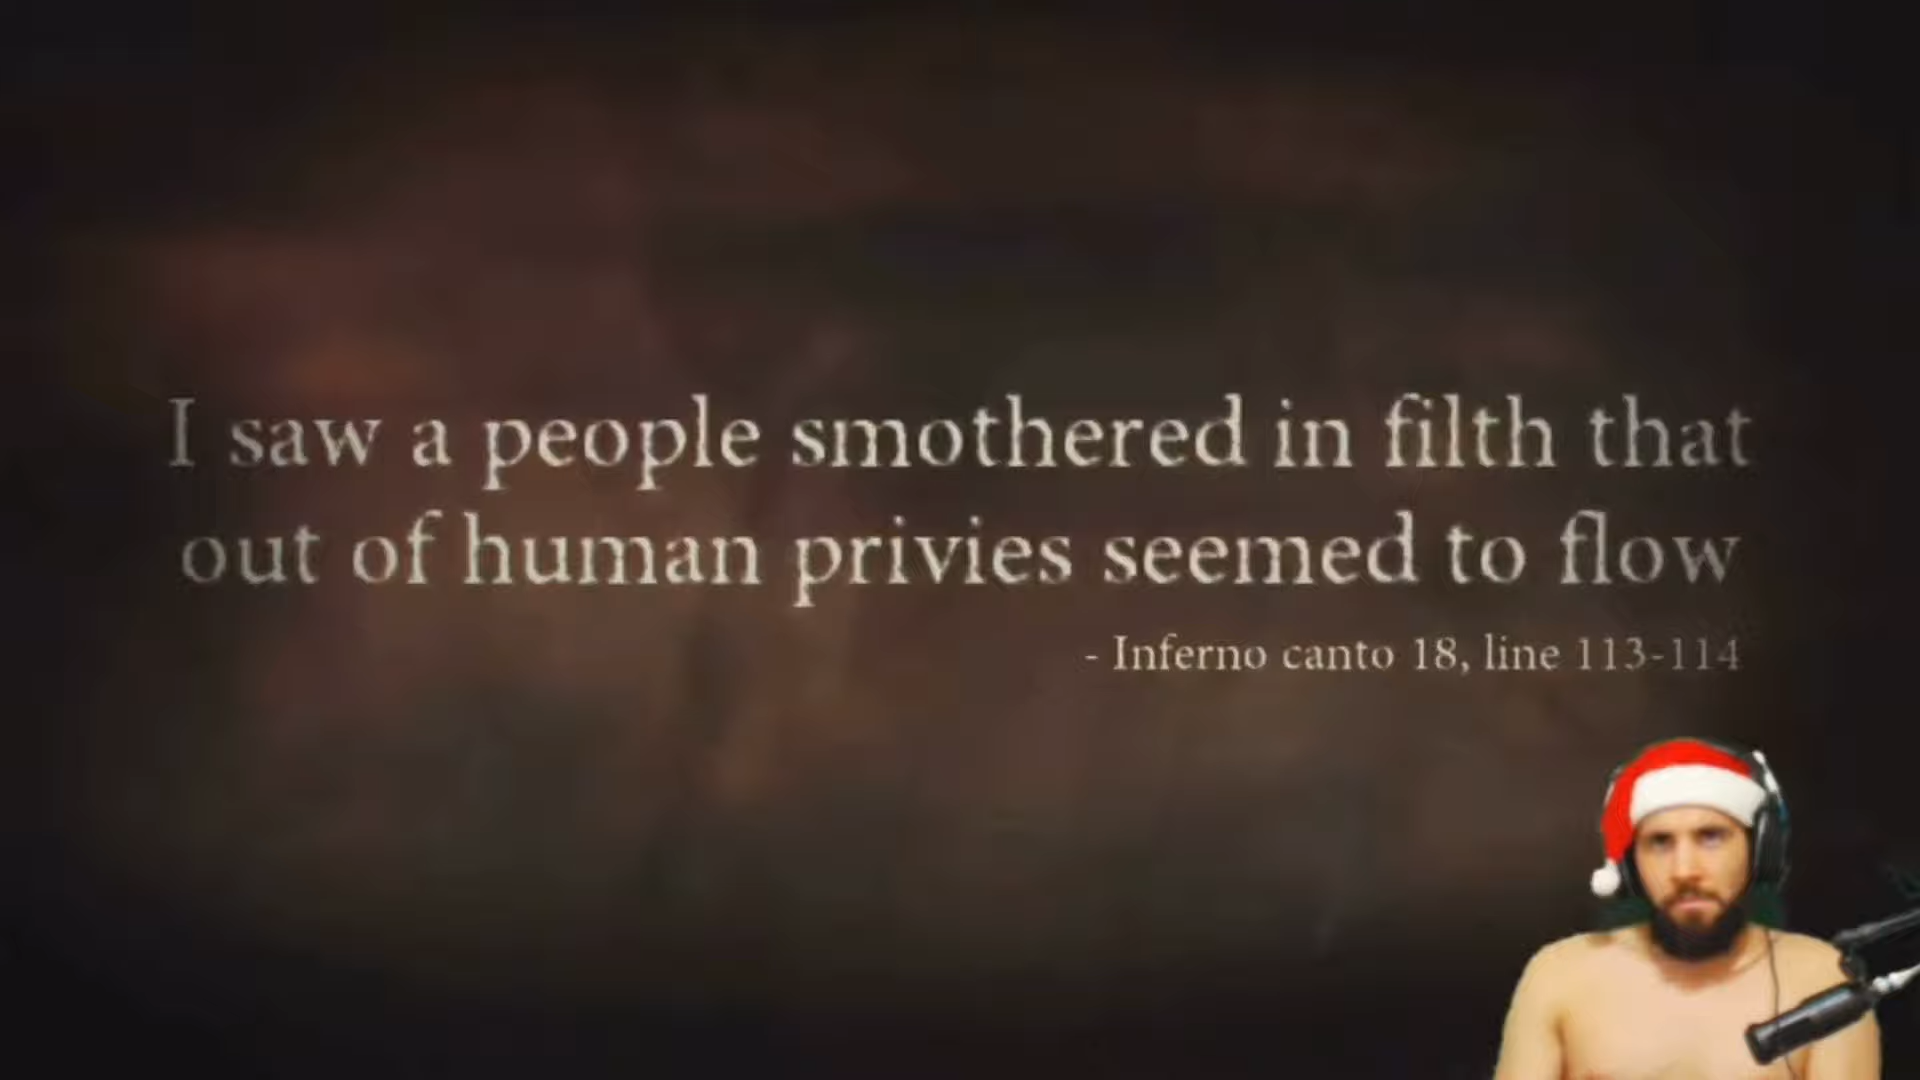 I saw a people smothered in filth that
out of human privies seemed to flow
- Inferno canto 18, line 113-114